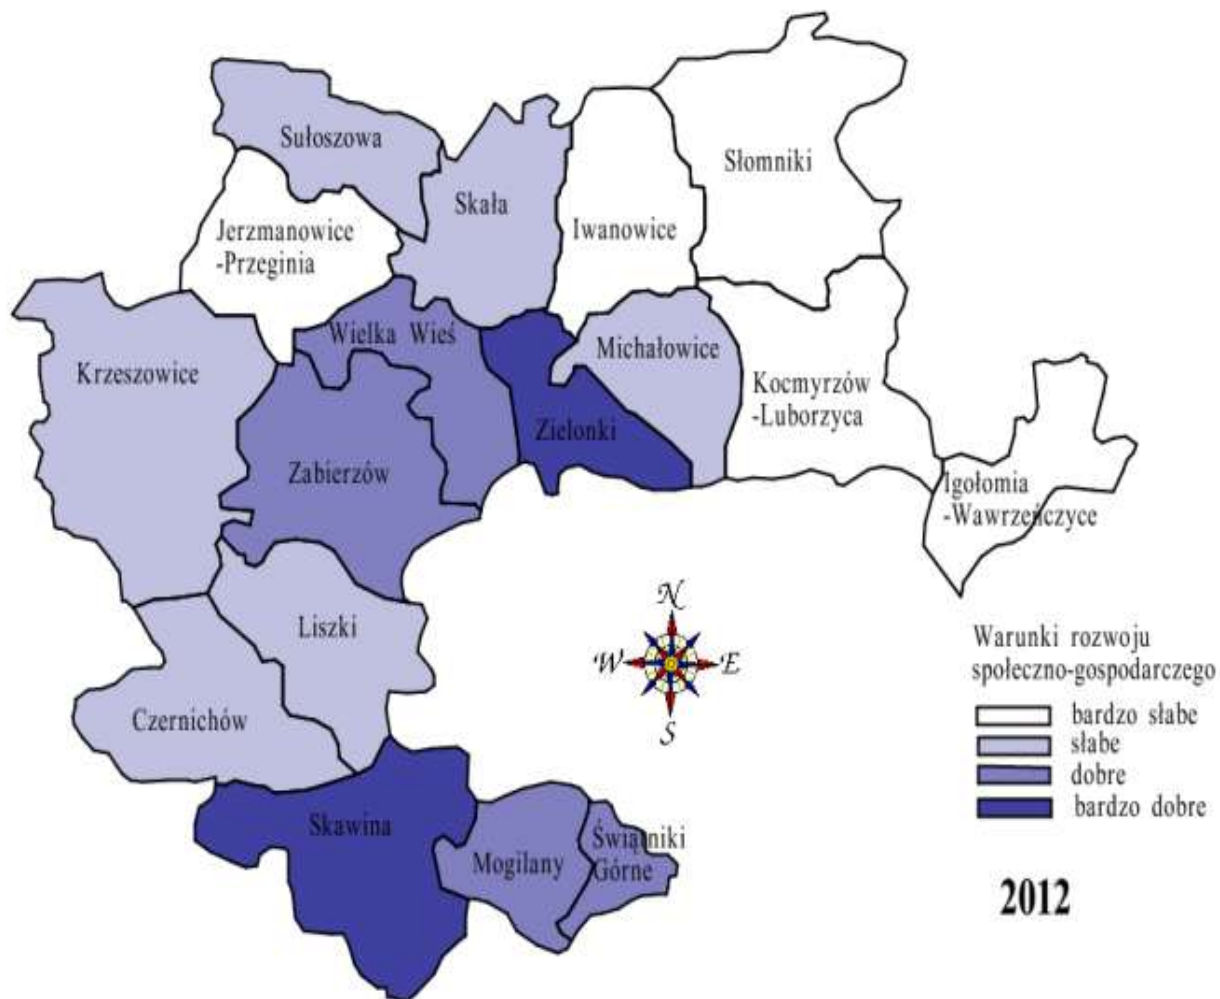 Sułoszowa
Skała
Iwanowice
Słomniki
Jerzmanowice
-Przeginia
Krzeszowice
Wielka Wieś
Michałowice
Kocmyrzów
-Luborzyca
Zielonki
Zabierzów
Igołomia
-Wawrzeńczyce
Liszki
Czernichów
Skawina
Mogilany
Świątniki
Górne
N
W
E
S
Warunki rozwoju
społeczno-gospodarczego
bardzo słabe
słabe
dobre
bardzo dobre
2012